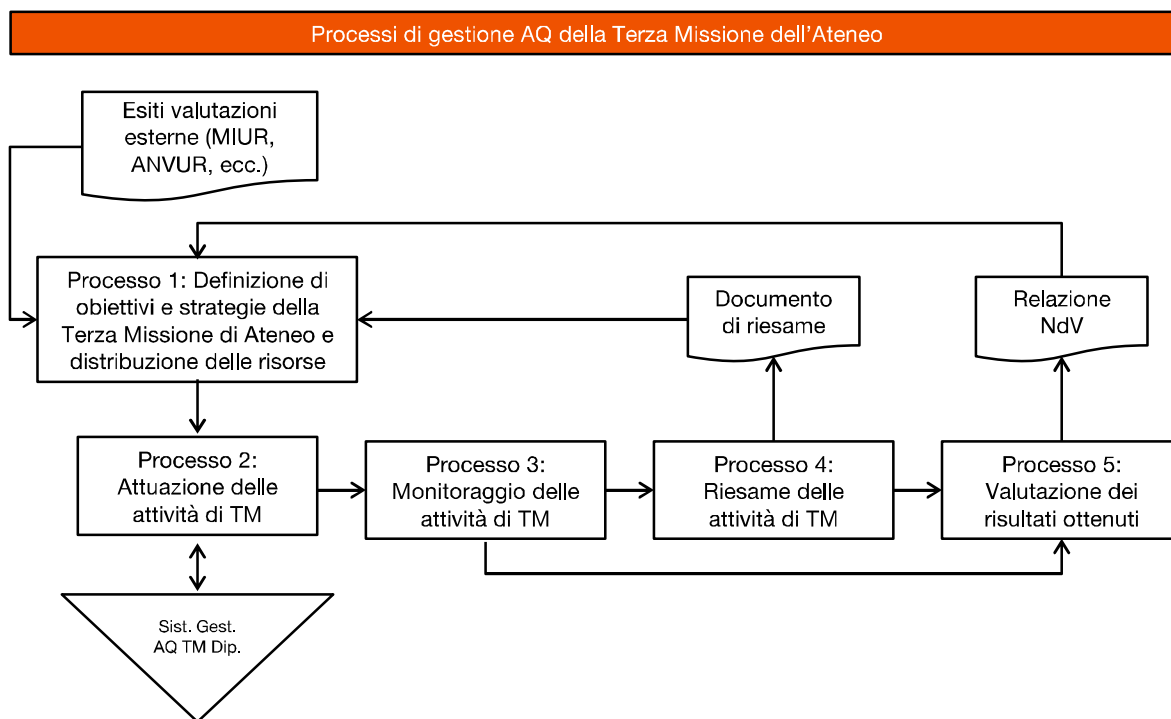 Processi di gestione AQ della Terza Missione dell'Ateneo
Esiti valutazioni
esterne (MIUR,
ANVUR, ecc.)
Processo 1: Definizione di
obiettivi e strategie della
Terza Missione di Ateneo e
distribuzione delle risorse
Documento
di riesame
Relazione
NdV
Processo 2:
Attuazione delle
attività di TM
Processo 3:
Monitoraggio delle
attività di TM
Processo 4:
Riesame delle
attività di TM
Processo 5:
Valutazione dei
risultati ottenuti
Sist. Gest.
AQ TM Dip.